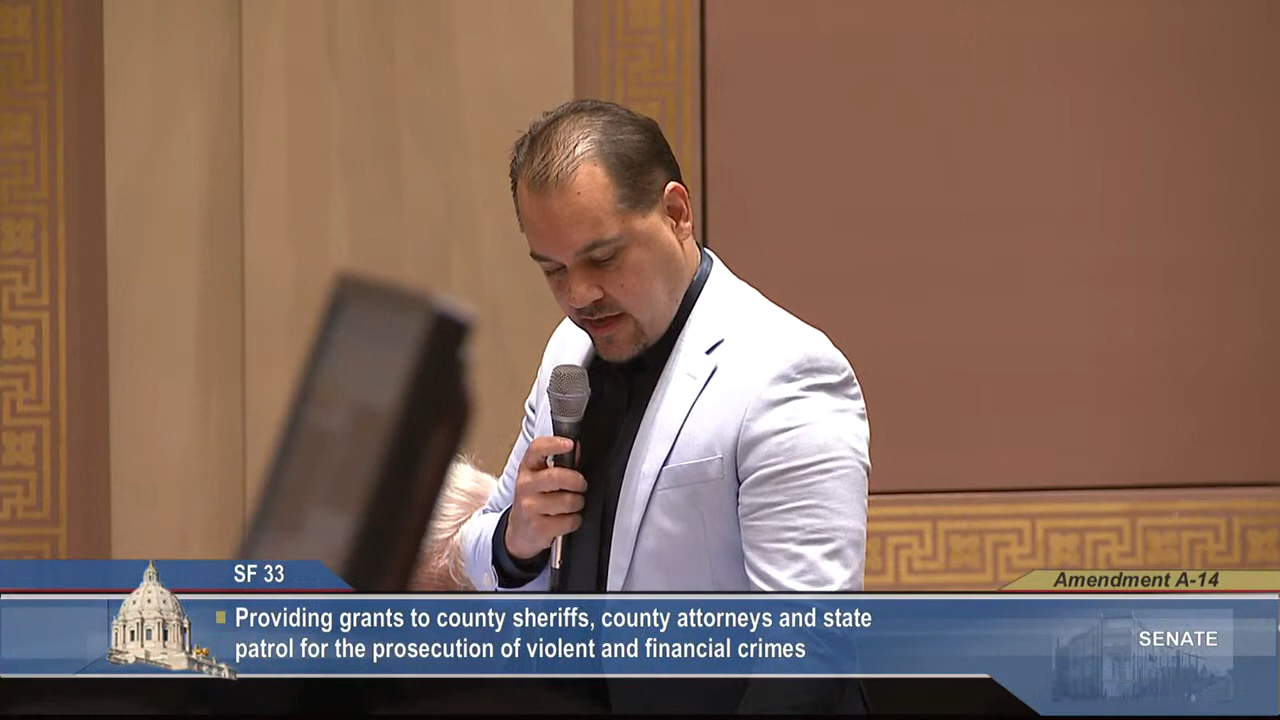 SF 33
Amendment A-14
Providing grants to county sheriffs, county attorneys and state
patrol for the prosecution of violent and financial crimes
SENATE